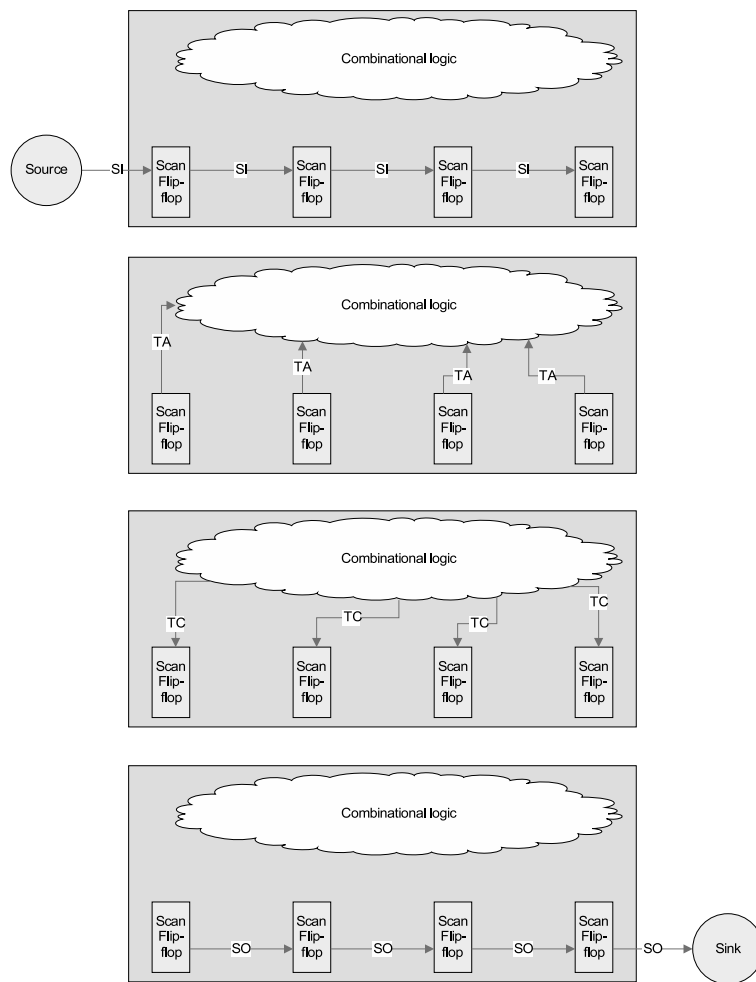 Combinational logic
Source
SI
Scan
Flip-
flop
SI
Scan
Flip-
flop
SI
Scan
Flip-
flop
SI
Scan
Flip-
flop
Combinational logic
TA
TA
TA
TA
Scan
Flip-
flop
Scan
Flip-
flop
Scan
Flip-
flop
Scan
Flip-
flop
Combinational logic
TC
TC
TC
TC
Scan
Flip-
flop
Scan
Flip-
flop
Scan
Flip-
flop
Scan
Flip-
flop
Combinational logic
Scan
Flip-
flop
SO
Scan
Flip-
flop
SO
Scan
Flip-
flop
SO
Scan
Flip-
flop
SO
Sink